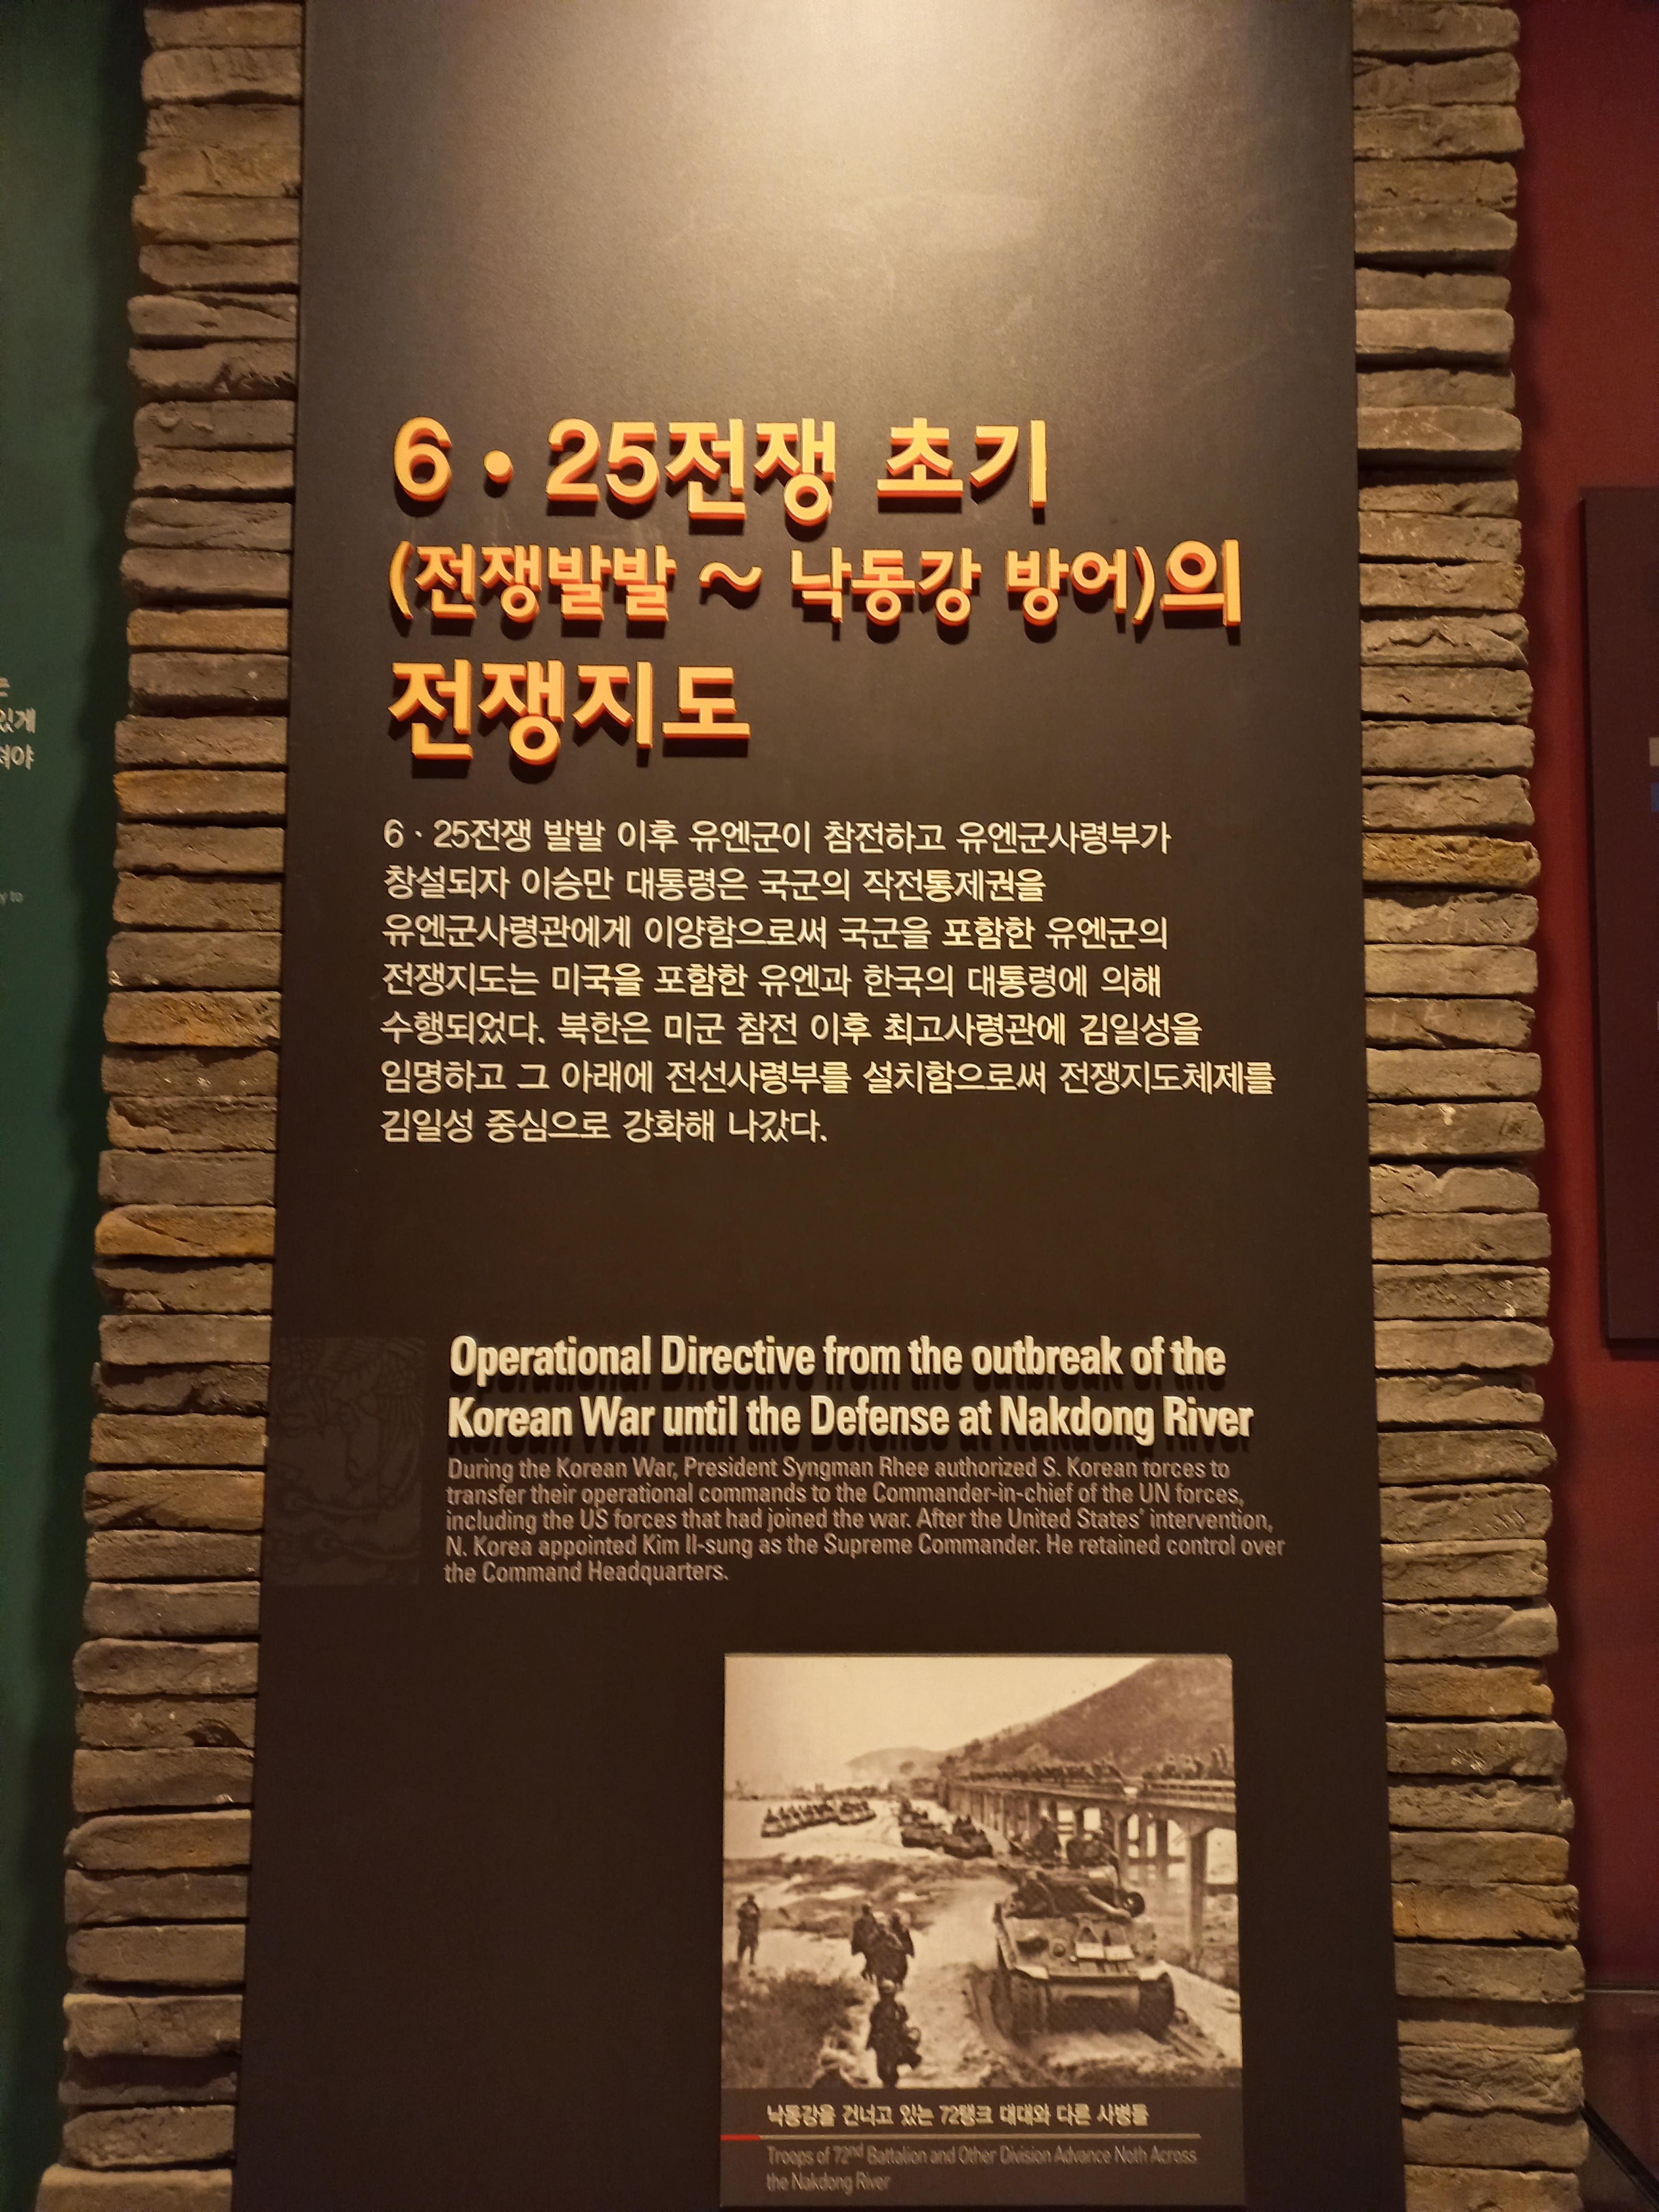 6·25전쟁 초기
(전쟁발발 ~ 낙동강 방어)의
전쟁지도
6·25전쟁 발발 이후 유엔군이 참전하고 유엔군사령부가
창설되자 이승만 대통령은 국군의 작전통제권을
유엔군사령관에게 이양함으로써 국군을 포함한 유엔군의
전쟁지도는 미국을 포함한 유엔과 한국의 대통령에 의해
수행되었다. 북한은 미군 참전 이후 최고사령관에 김일성을
임명하고 그 아래에 전선사령부를 설치함으로써 전쟁지도체제를
김일성 중심으로 강화해 나갔다.
Operational Directive from the outbreak of the
Korean War until the Defense at Nakdong River
During the Korean War, President Syngman Rhee authorized S. Korean forces to
transfer their operational commands to the Commander-in-chief of the UN forces,
including the US forces that had joined the war. After the United States' intervention,
N. Korea appointed Kim Il-sung as the Supreme Commander. He retained control over
the Command Headquarters.
낙동강을 건너고 있는 72탱크 대대와 다른 사병들
Troops of 72nd Battalion and Other Division Advance Noth Across
the Nakdong River
는
있게
져야
y to